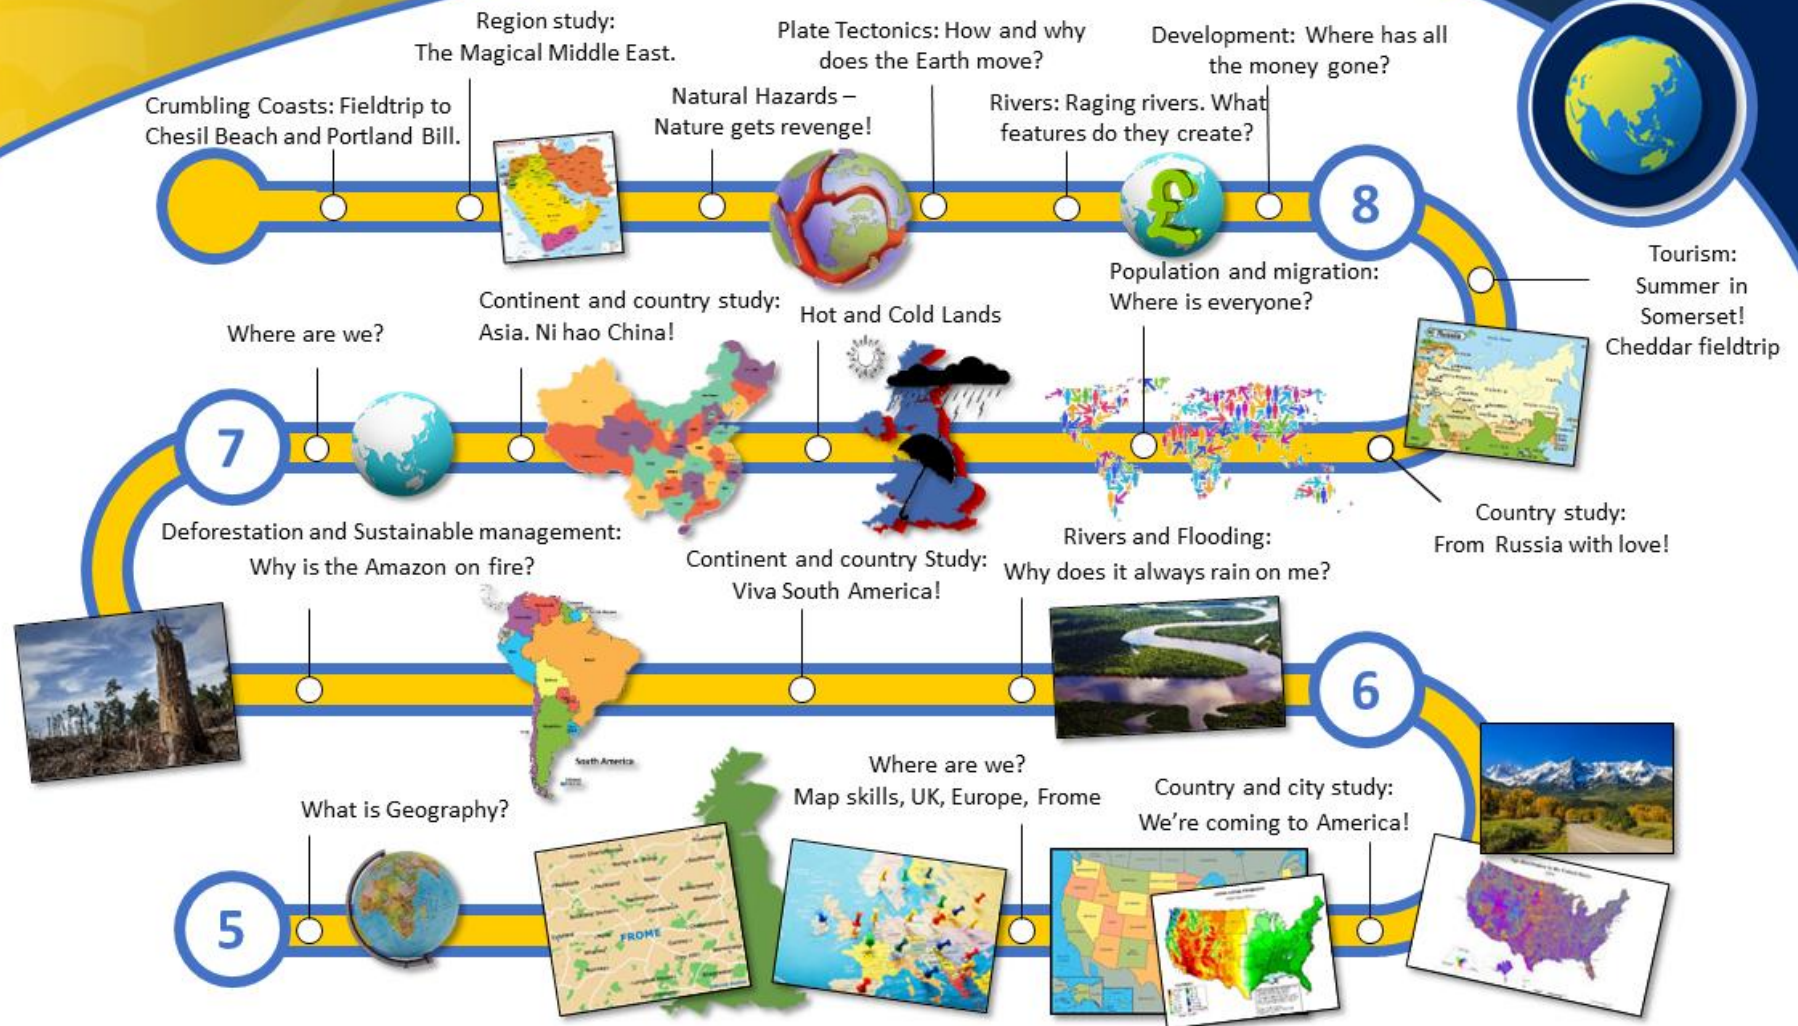 Region study:
The Magical Middle East.
Plate Tectonics: How and why
does the Earth move?
Development: Where has all
the money gone?
Crumbling Coasts: Fieldtrip to
Chesil Beach and Portland Bill.
Natural Hazards –
Nature gets revenge!
Rivers: Raging rivers. What
features do they create?
£
8
Tourism:
Summer in
Somerset!
Cheddar fieldtrip
Where are we?
Continent and country study:
Asia. Ni hao China!
Hot and Cold Lands
Population and migration:
Where is everyone?
7
Country study:
From Russia with love!
Deforestation and Sustainable management:
Why is the Amazon on fire?
Continent and country Study:
Viva South America!
Rivers and Flooding:
Why does it always rain on me?
South America
6
What is Geography?
Where are we?
Map skills, UK, Europe, Frome
Country and city study:
We're coming to America!
5
FROME